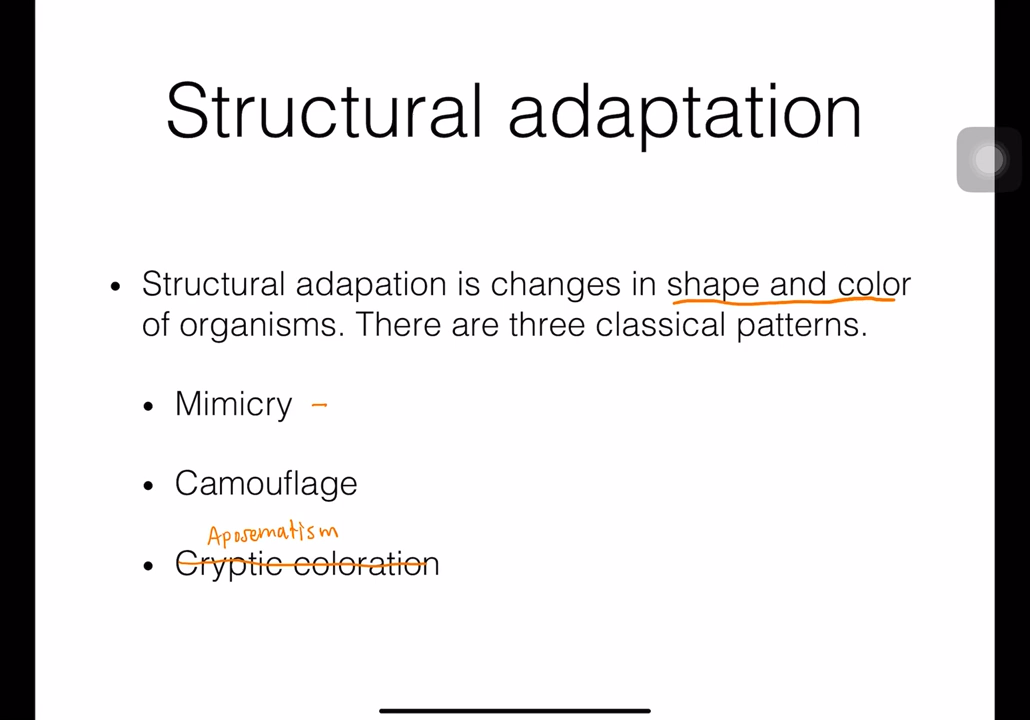 Structural adaptation
• Structural adapation is changes in shape and color
of organisms. There are three classical patterns.
• Mimicry –
• Camouflage
Aposematism
• Cryptic coloration